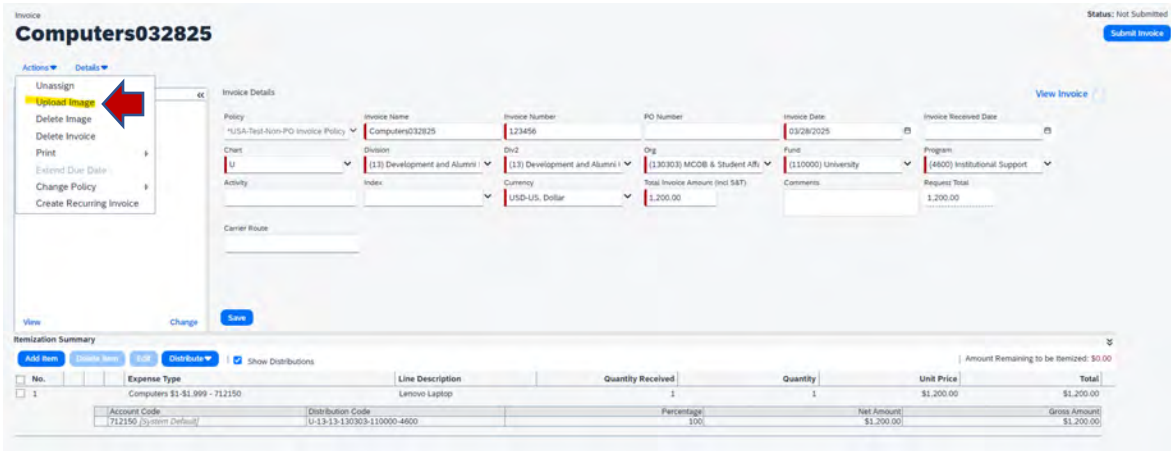 Invoice
Status: Not Submitted
Computers032825
Submit Invoice
Actions Details
Unassign
Upload Image
Delete Image
Delete Invoice
Print
Extend Due Date
Change Policy
Create Recurring Invoice
View Change
Invoice Details
View Invoice
Policy Invoice Name Invoice Number PO Number Invoice Date Invoice Received Date
*USA-Test-Non-PO Invoice Policy Computers032825 123456 03/28/2025
Chart Division Div2 Org Fund Program
U (13) Development and Alumni (13) Development and Alumni (130303) MCOB & Student Affa (110000) University (4600) Institutional Support
Activity Index Currency Total Invoice Amount (incl S&T) Comments Request Total
USD-US, Dollar 1,200.00 1,200.00
Carrier Route
Save
Itemization Summary
Add Item Delete Item Edit Distribute Show Distributions Amount Remaining to be Itemized: $0.00
No. Expense Type Line Description Quantity Received Quantity Unit Price Total
1 Computers $1-$1,999 - 712150 Lenovo Laptop 1 1 $1,200.00 $1,200.00
Account Code Distribution Code Percentage Net Amount Gross Amount
712150 [System Default] U-13-13-130303-110000-4600 100 $1,200.00 $1,200.00